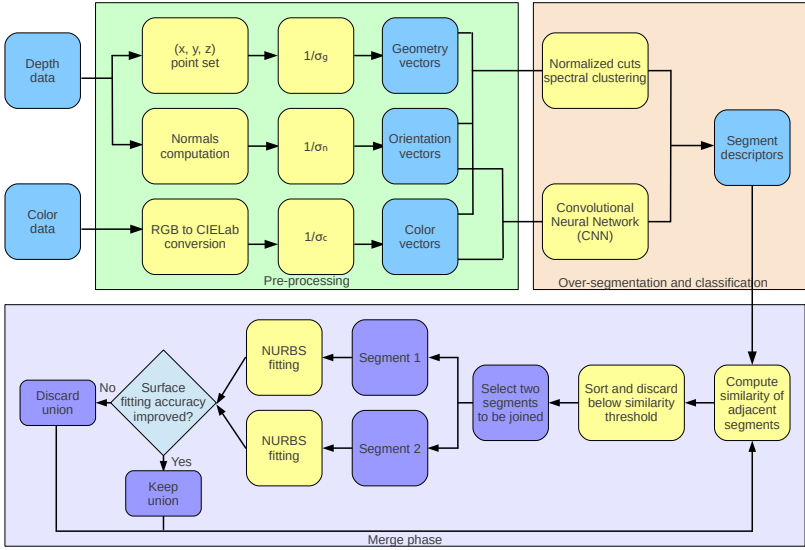 Depth
data
(x, y, z)
point set
1/σg
Geometry
vectors
Normals
computation
1/σn
Orientation
vectors
Color
data
RGB to CIELab
conversion
1/σc
Color
vectors
Pre-processing
Normalized cuts
spectral clustering
Convolutional
Neural Network
(CNN)
Segment
descriptors
Over-segmentation and classification
Discard
union
No
Surface
fitting accuracy
improved?
Yes
Keep
union
NURBS
fitting
Segment 1
NURBS
fitting
Segment 2
Select two
segments
to be joined
Sort and discard
below similarity
threshold
Compute
similarity of
adjacent
segments
Merge phase